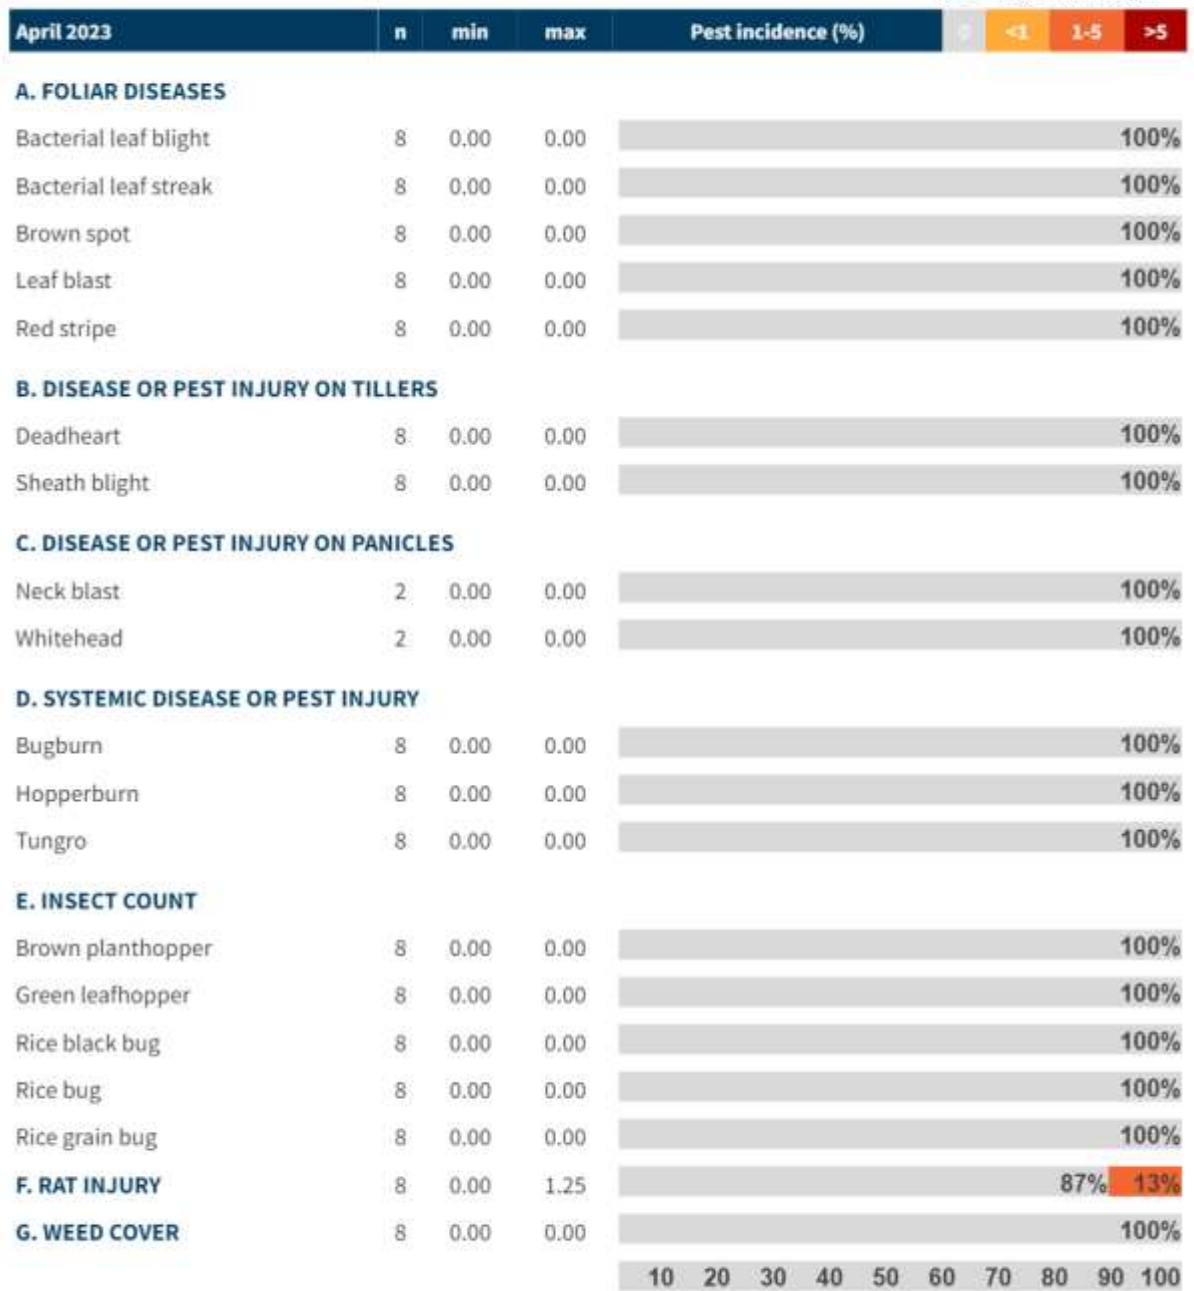 April 2023 n min max Pest incidence (%) 0 <1 1-5 >5
A. FOLIAR DISEASES
Bacterial leaf blight 8 0.00 0.00 100%
Bacterial leaf streak 8 0.00 0.00 100%
Brown spot 8 0.00 0.00 100%
Leaf blast 8 0.00 0.00 100%
Red stripe 8 0.00 0.00 100%
B. DISEASE OR PEST INJURY ON TILLERS
Deadheart 8 0.00 0.00 100%
Sheath blight 8 0.00 0.00 100%
C. DISEASE OR PEST INJURY ON PANICLES
Neck blast 2 0.00 0.00 100%
Whitehead 2 0.00 0.00 100%
D. SYSTEMIC DISEASE OR PEST INJURY
Bugburn 8 0.00 0.00 100%
Hopperburn 8 0.00 0.00 100%
Tungro 8 0.00 0.00 100%
E. INSECT COUNT
Brown planthopper 8 0.00 0.00 100%
Green leafhopper 8 0.00 0.00 100%
Rice black bug 8 0.00 0.00 100%
Rice bug 8 0.00 0.00 100%
Rice grain bug 8 0.00 0.00 100%
F. RAT INJURY 8 0.00 1.25 87% 13%
G. WEED COVER 8 0.00 0.00 100%
10 20 30 40 50 60 70 80 90 100